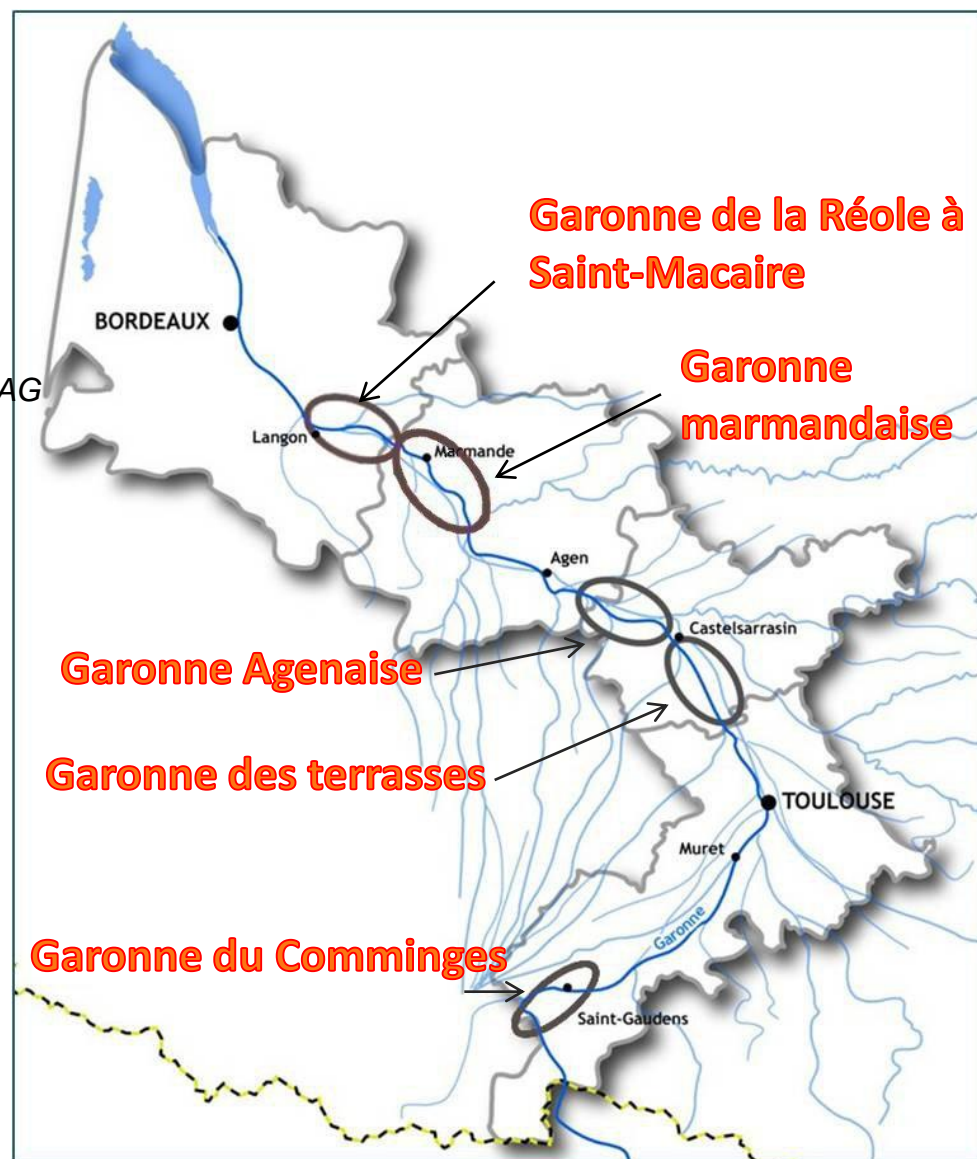 Garonne de la Réole à
Saint-Macaire
BORDEAUX
Garonne
marmandaise
AG
Langon
Marmande
Agen
Castelsarrasin
Garonne Agenaise
Garonne des terrasses
TOULOUSE
Muret
Garonne
Garonne du Comminges
Saint-Gaudens